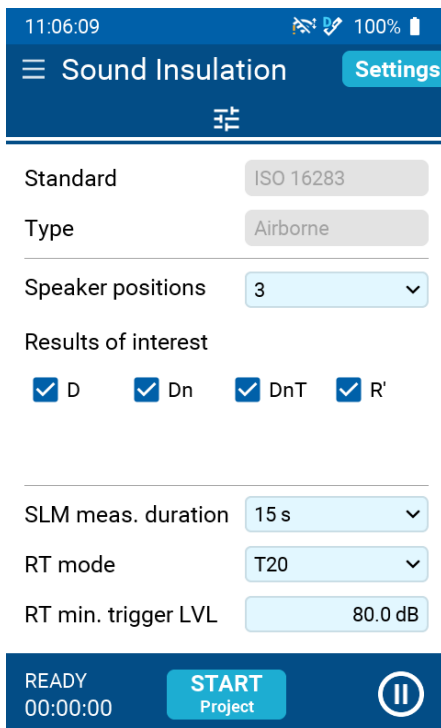 11:06:09 100%
Sound Insulation Settings
Standard ISO 16283
Type Airborne
Speaker positions 3
Results of interest
D Dn DnT R'
SLM meas. duration 15 s
RT mode T20
RT min. trigger LVL 80.0 dB
READY START
00:00:00 Project